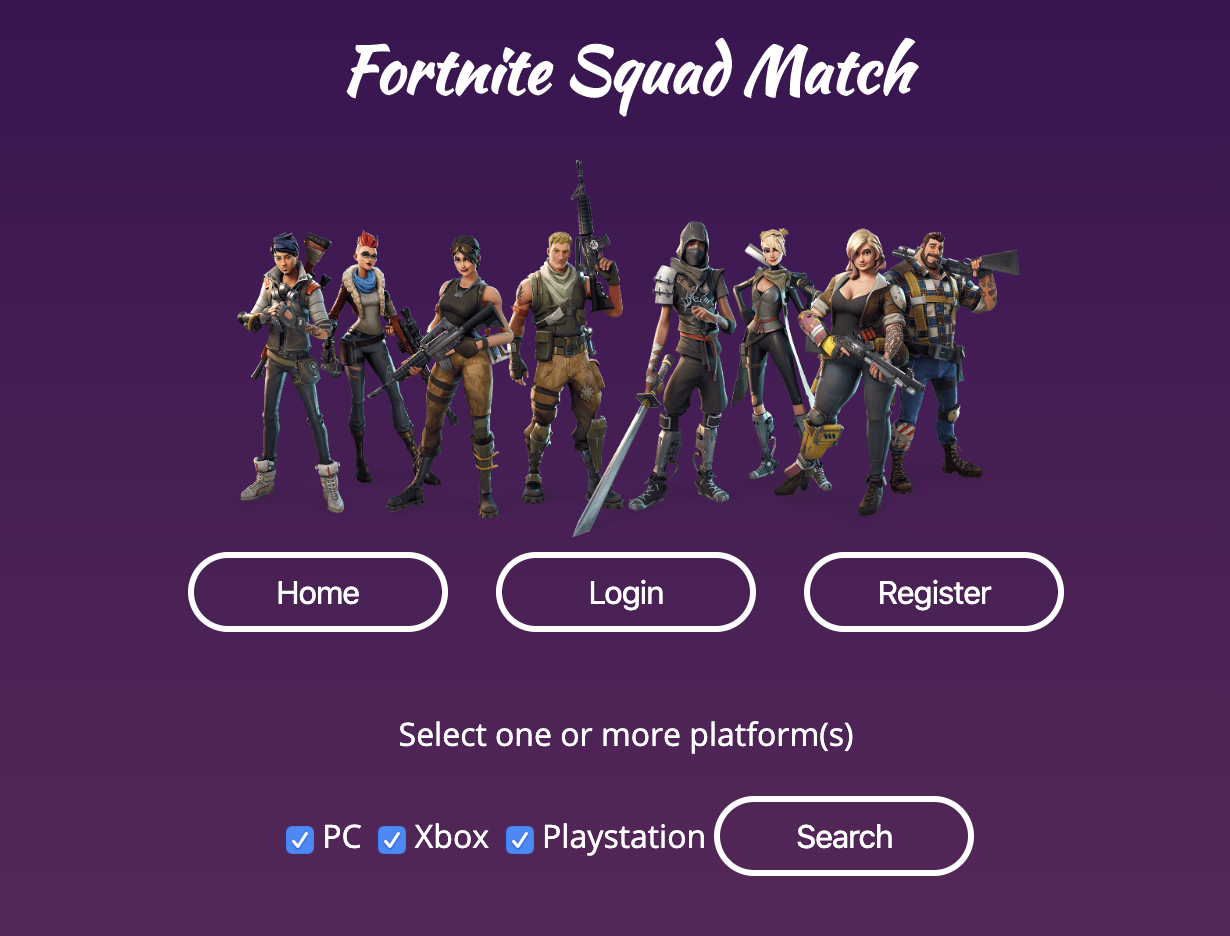 Fortnite Squad Match
Home Login Register
Select one or more platform(s)
PC Xbox Playstation Search